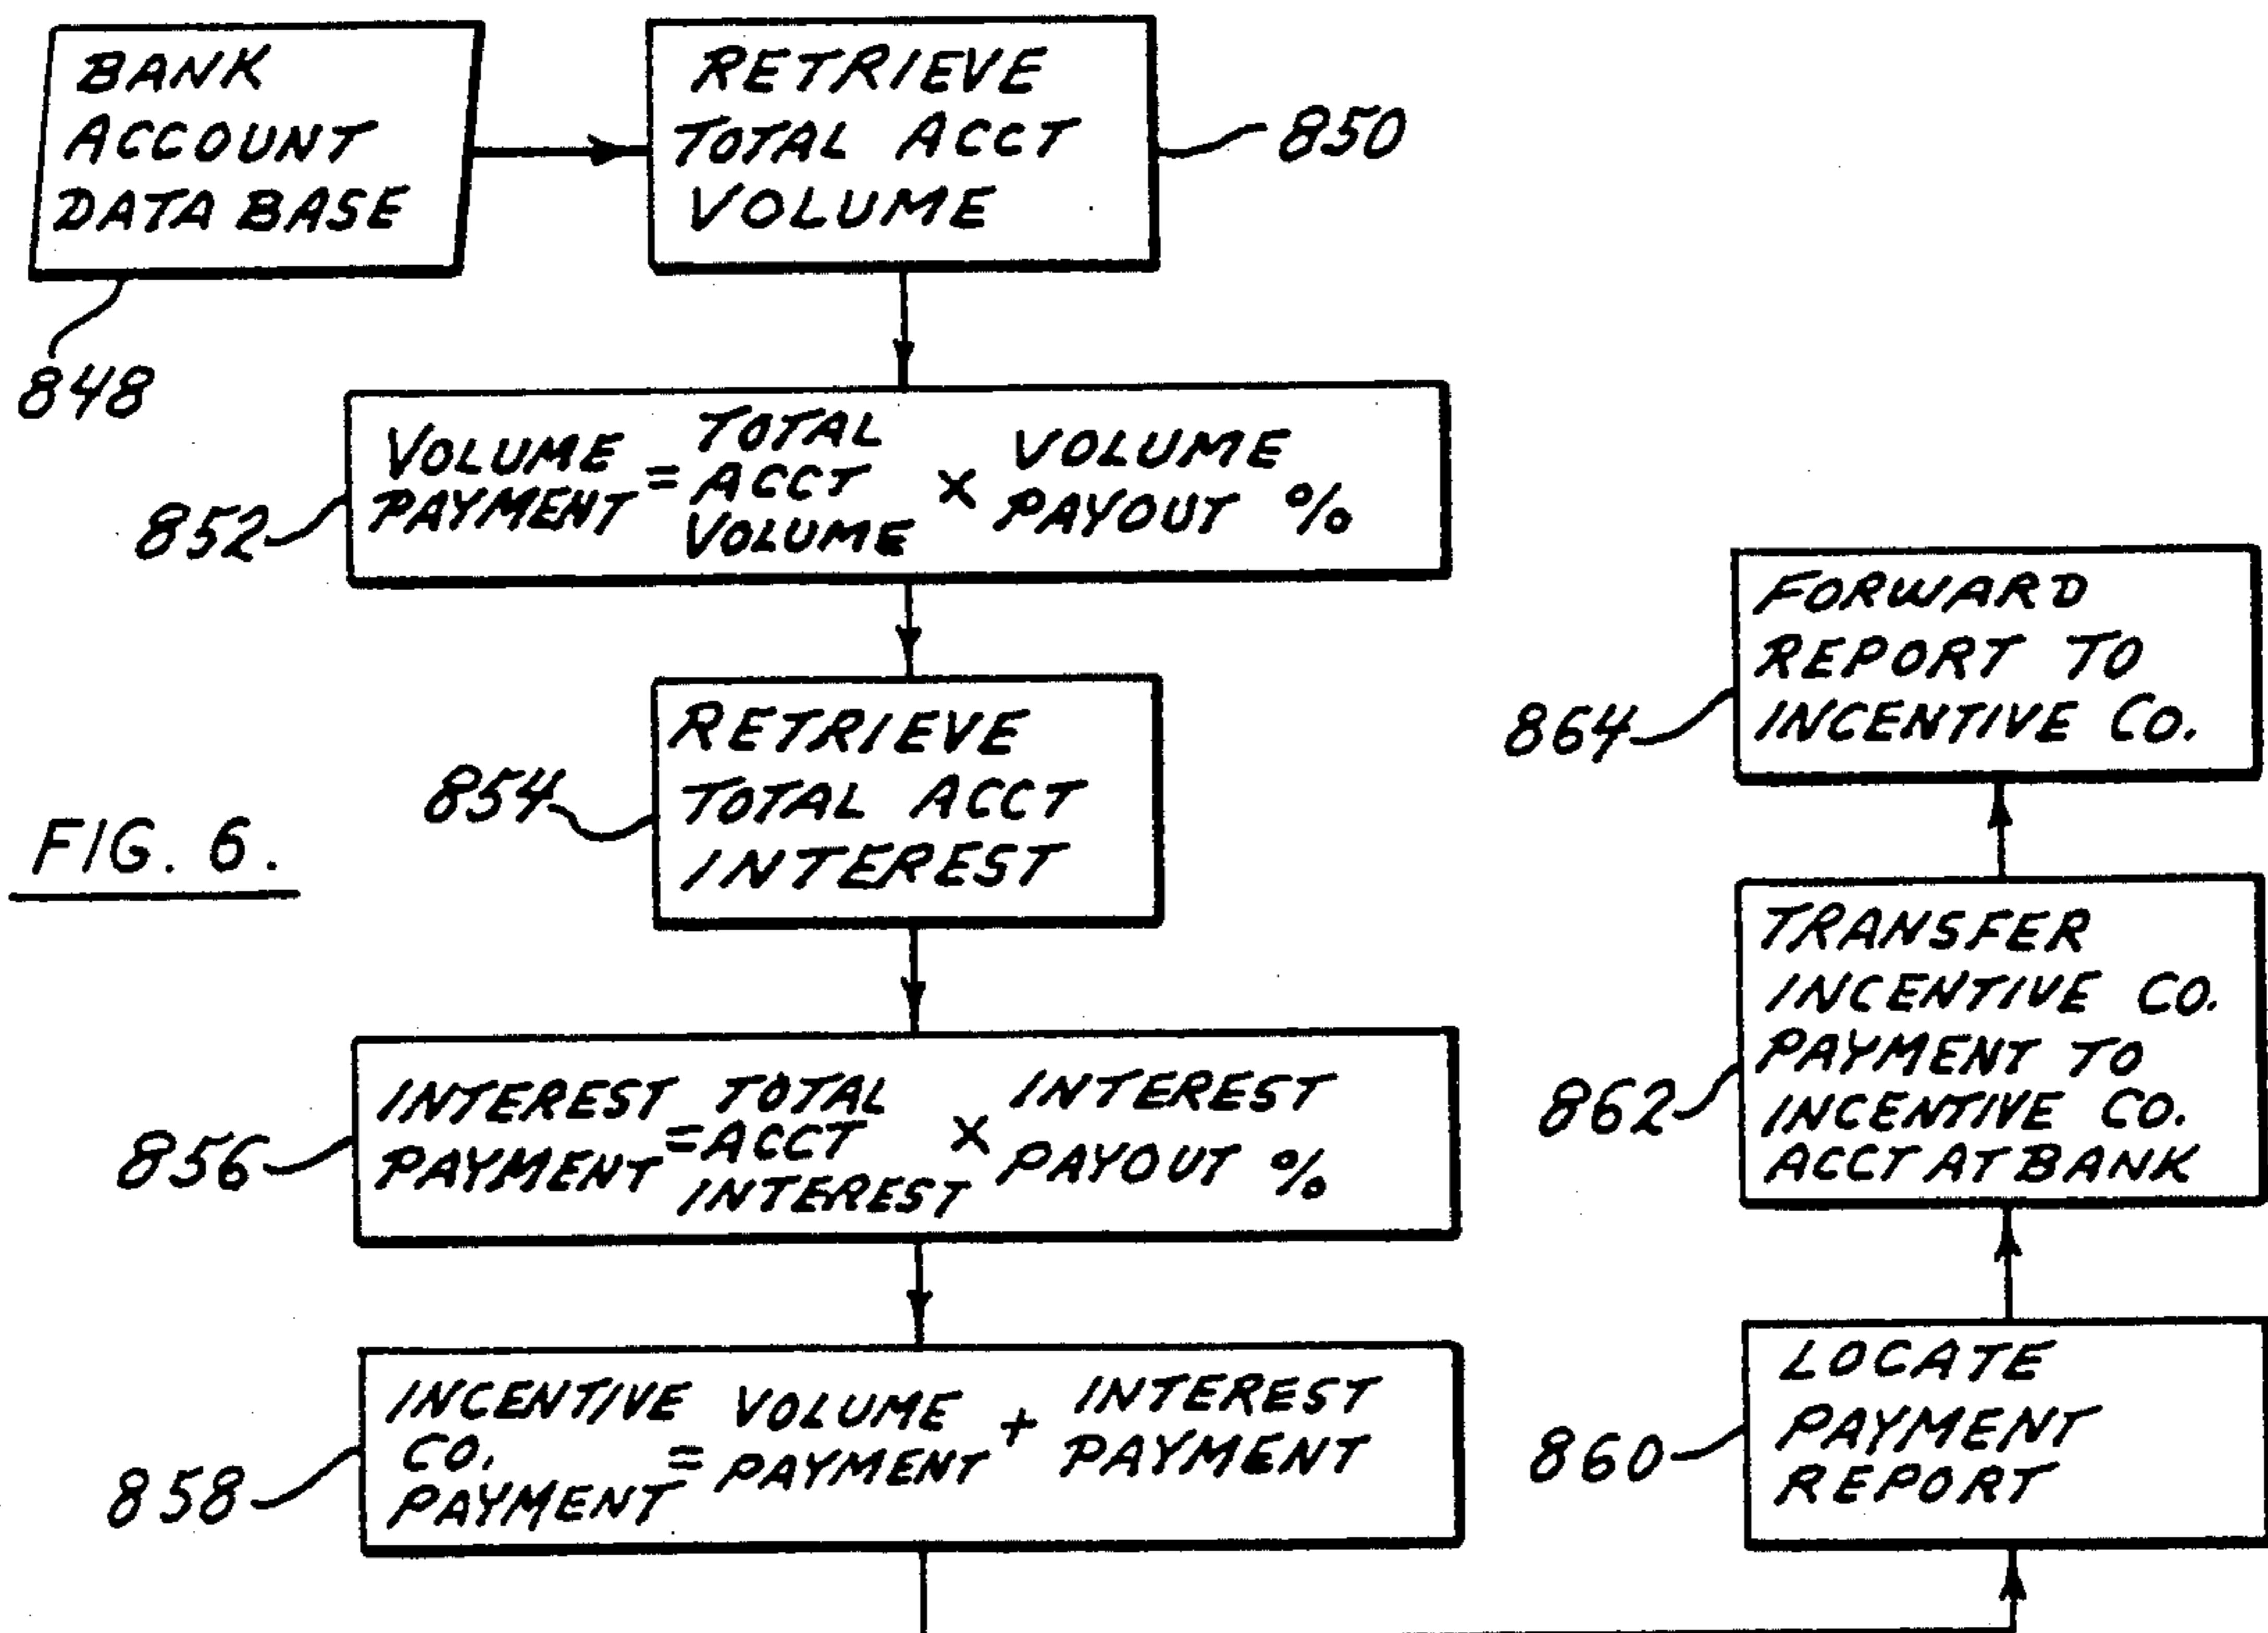 BANK
ACCOUNT
DATA BASE
848
RETRIEVE
TOTAL ACCT
VOLUME
850
VOLUME PAYMENT = TOTAL ACCT VOLUME × VOLUME PAYOUT %
852
RETRIEVE
TOTAL ACCT
INTEREST
854
FIG. 6.
INTEREST PAYMENT = TOTAL ACCT INTEREST × INTEREST PAYOUT %
856
INCENTIVE CO. PAYMENT = VOLUME PAYMENT + INTEREST PAYMENT
858
LOCATE
PAYMENT
REPORT
860
TRANSFER
INCENTIVE CO.
PAYMENT TO
INCENTIVE CO.
ACCT AT BANK
862
FORWARD
REPORT TO
INCENTIVE CO.
864